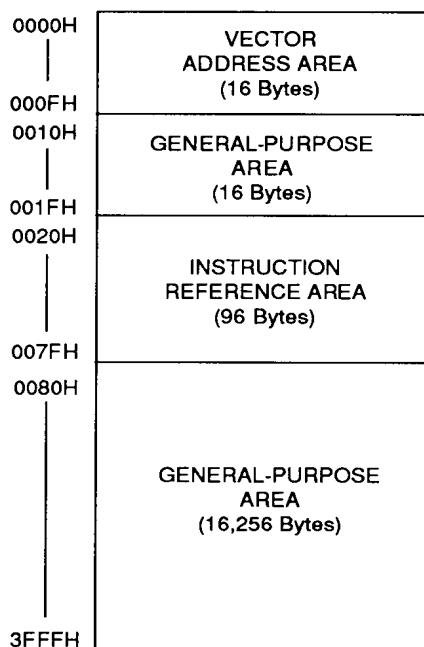 0000H
VECTOR
ADDRESS AREA
(16 Bytes)
000FH
0010H
GENERAL-PURPOSE
AREA
(16 Bytes)
001FH
0020H
INSTRUCTION
REFERENCE AREA
(96 Bytes)
007FH
0080H
GENERAL-PURPOSE
AREA
(16,256 Bytes)
3FFFH